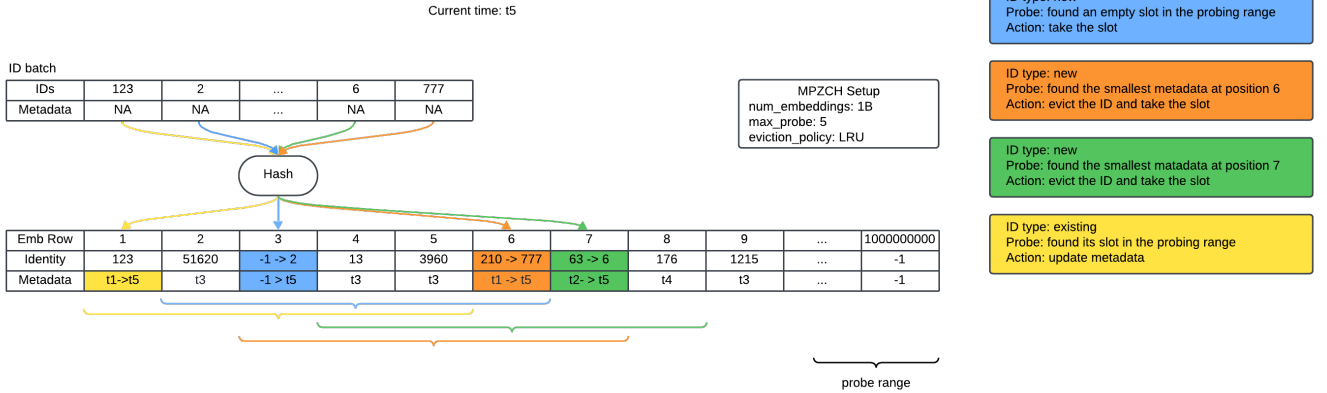 Current time: t5
ID type: new
Probe: found an empty slot in the probing range
Action: take the slot
ID batch
IDs 123 2 ... 6 777
Metadata NA NA ... NA NA
MPZCH Setup
num_embeddings: 1B
max_probe: 5
eviction_policy: LRU
ID type: new
Probe: found the smallest metadata at position 6
Action: evict the ID and take the slot
ID type: new
Probe: found the smallest matadata at position 7
Action: evict the ID and take the slot
Hash
ID type: existing
Probe: found its slot in the probing range
Action: update metadata
Emb Row 1 2 3 4 5 6 7 8 9 ... 1000000000
Identity 123 51620 -1 -> 2 13 3960 210 -> 777 63 -> 6 176 1215 ... -1
Metadata t1->t5 t3 -1 > t5 t3 t3 t1 -> t5 t2- > t5 t4 t3 ... -1
probe range